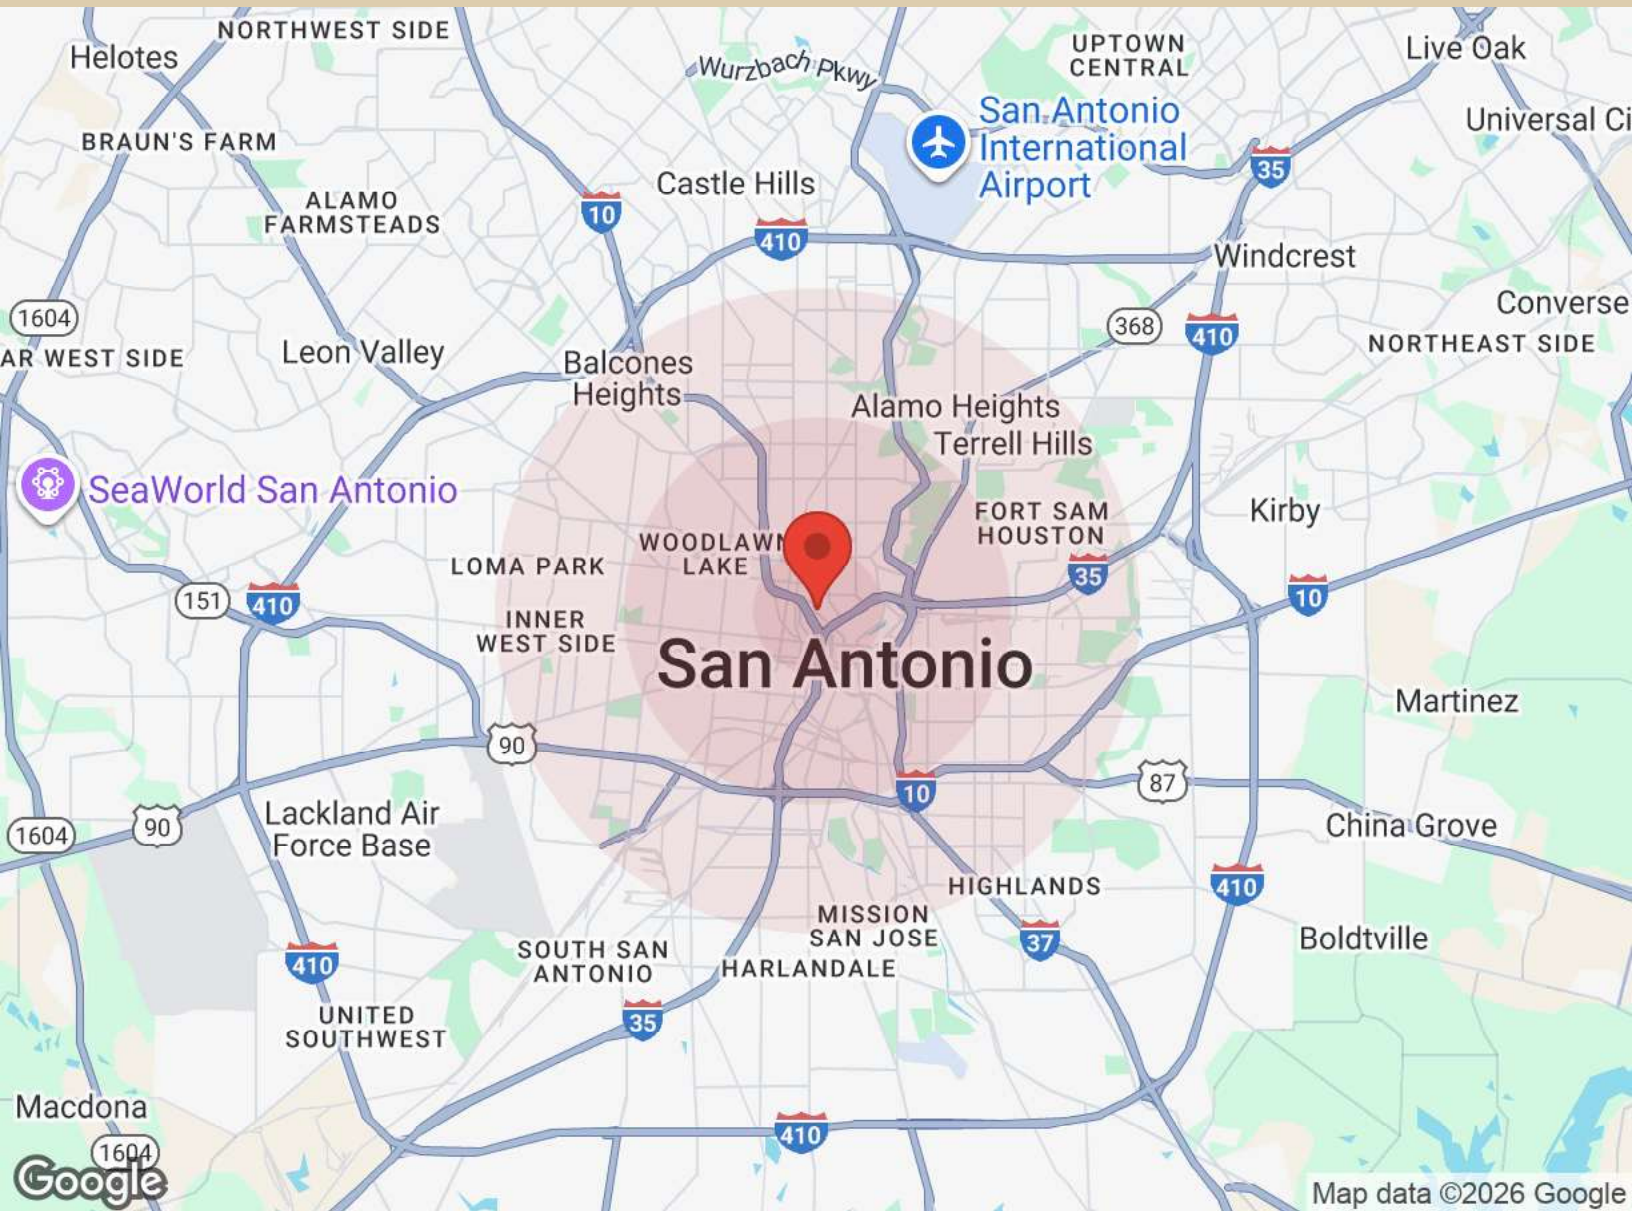 NORTHWEST SIDE
Helotes
Wurzbach Pkwy
UPTOWN
CENTRAL
Live Oak
San Antonio
International
Airport
Universal Ci
BRAUN'S FARM
35
Castle Hills
ALAMO
FARMSTEADS
10
410
Windcrest
1604
Converse
368
410
AR WEST SIDE
Leon Valley
NORTHEAST SIDE
Balcones
Heights
Alamo Heights
Terrell Hills
SeaWorld San Antonio
FORT SAM
HOUSTON
Kirby
WOODLAWN
LAKE
LOMA PARK
35
151
410
10
INNER
WEST SIDE
San Antonio
Martinez
90
87
10
90
Lackland Air
Force Base
1604
China Grove
HIGHLANDS
410
MISSION
SAN JOSE
37
Boldtville
SOUTH SAN
ANTONIO
HARLANDALE
410
UNITED
SOUTHWEST
35
Macdona
410
1604
Google
Map data ©2026 Google